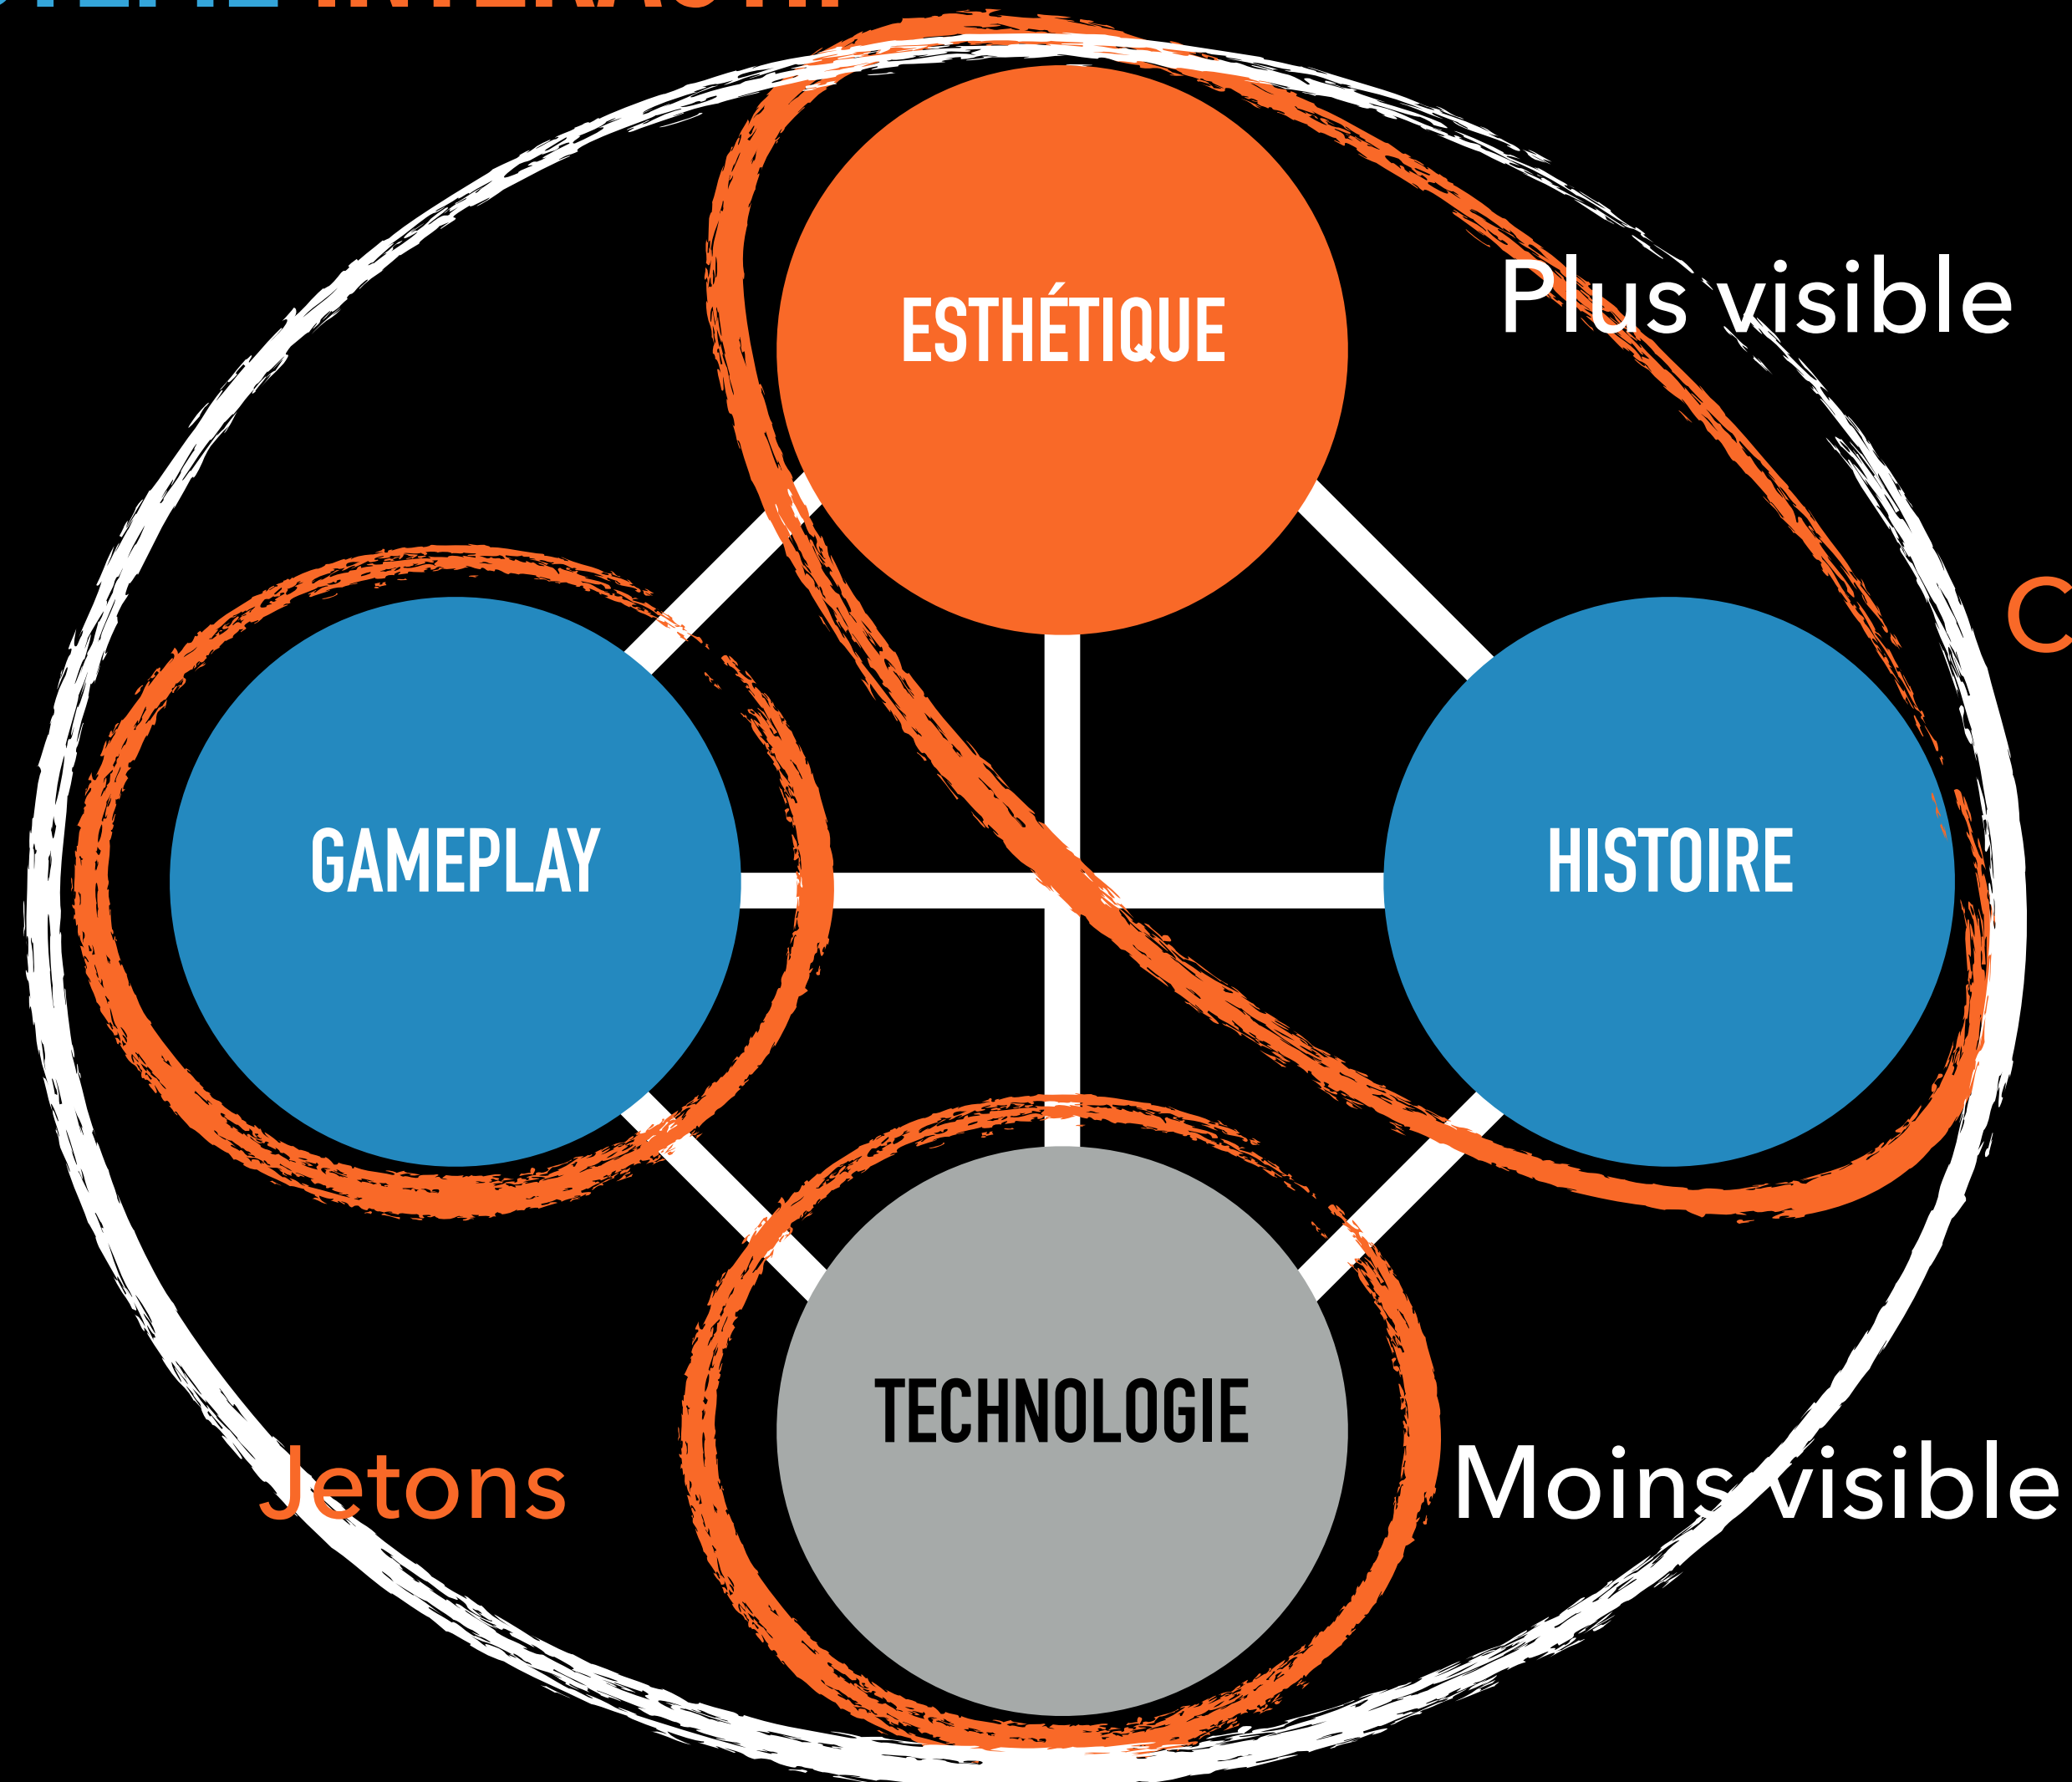 Plus visible
ESTHÉTIQUE
GAMEPLAY
HISTOIRE
TECHNOLOGIE
Jetons
Moins visible